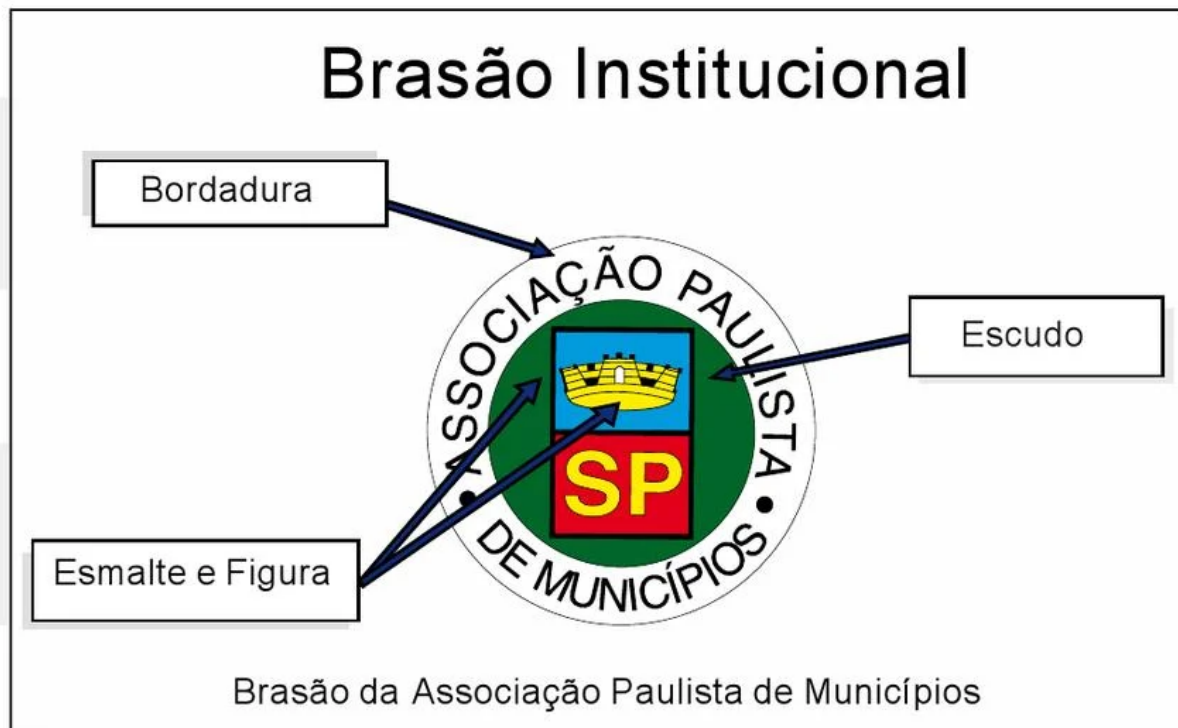 Brasão Institucional
Bordadura
ASSOCIAÇÃO PAULISTA
Escudo
SP
Esmalte e Figura
• DE MUNICÍPIOS •
Brasão da Associação Paulista de Municípios